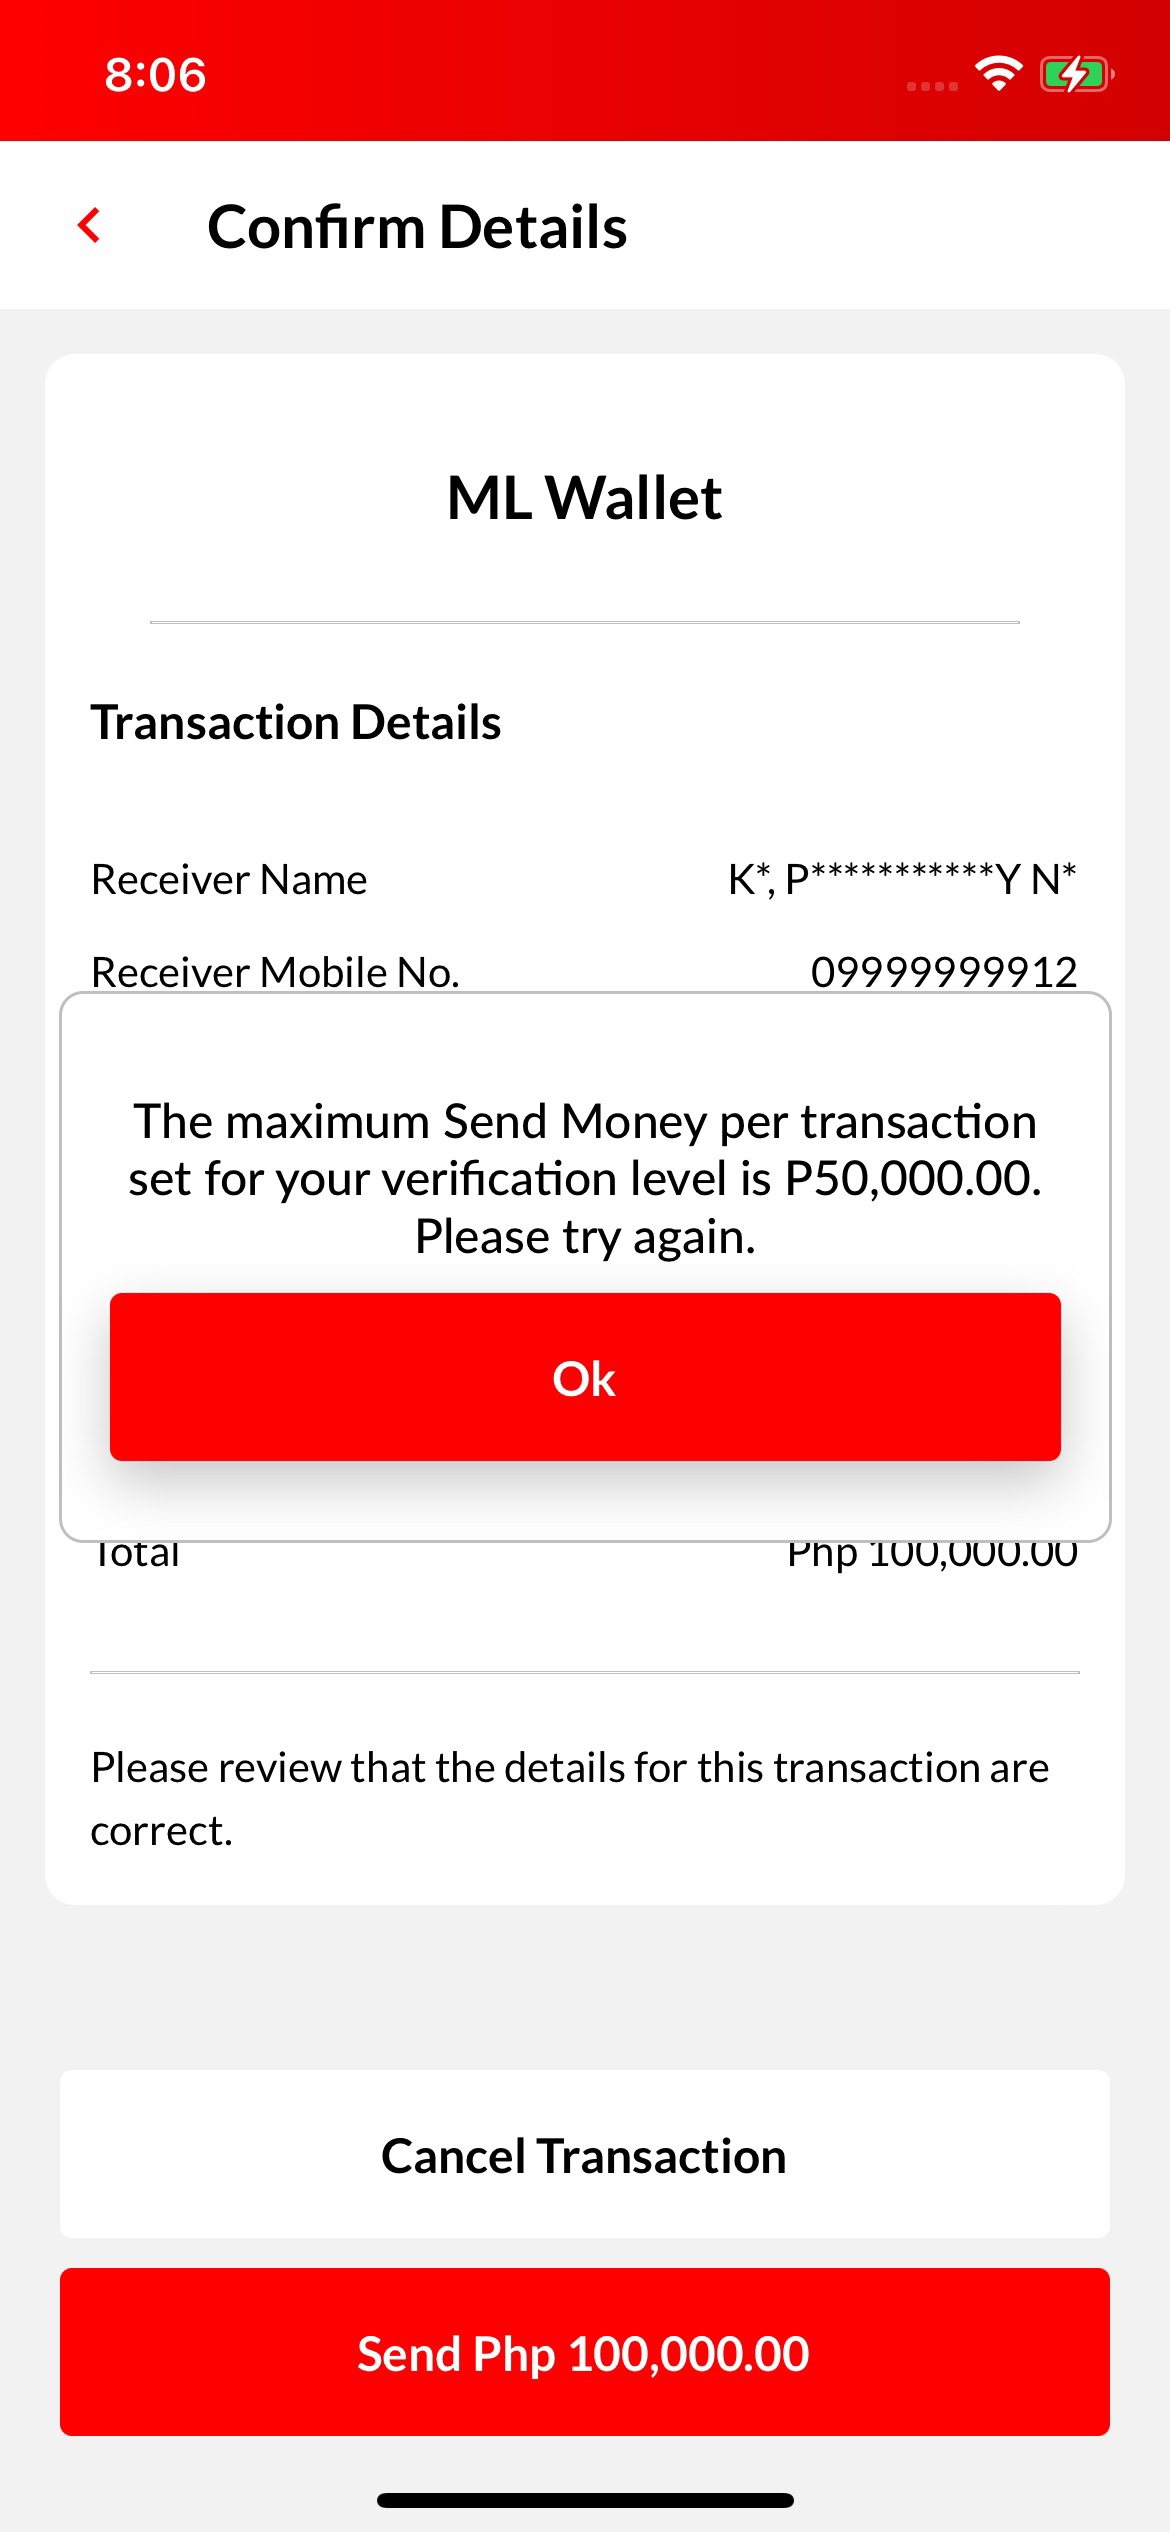 8:06
Confirm Details
ML Wallet
Transaction Details
Receiver Name K*, P***********Y N*
Receiver Mobile No. 09999999912
The maximum Send Money per transaction
set for your verification level is P50,000.00.
Please try again.
Ok
Total Php 100,000.00
Please review that the details for this transaction are
correct.
Cancel Transaction
Send Php 100,000.00